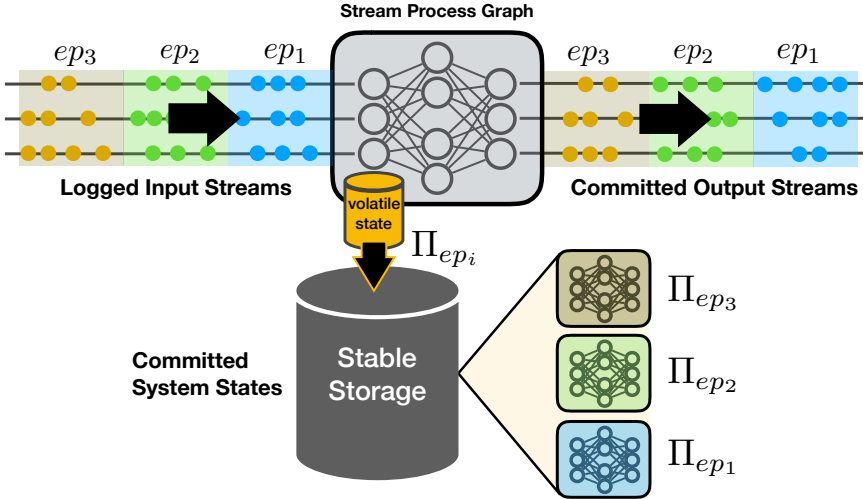 Stream Process Graph
ep3 ep2 ep1 ep3 ep2 ep1
Logged Input Streams
Committed Output Streams
volatile
state
Πepi
Πep3
Committed
System States
Stable
Storage
Πep2
Πep1